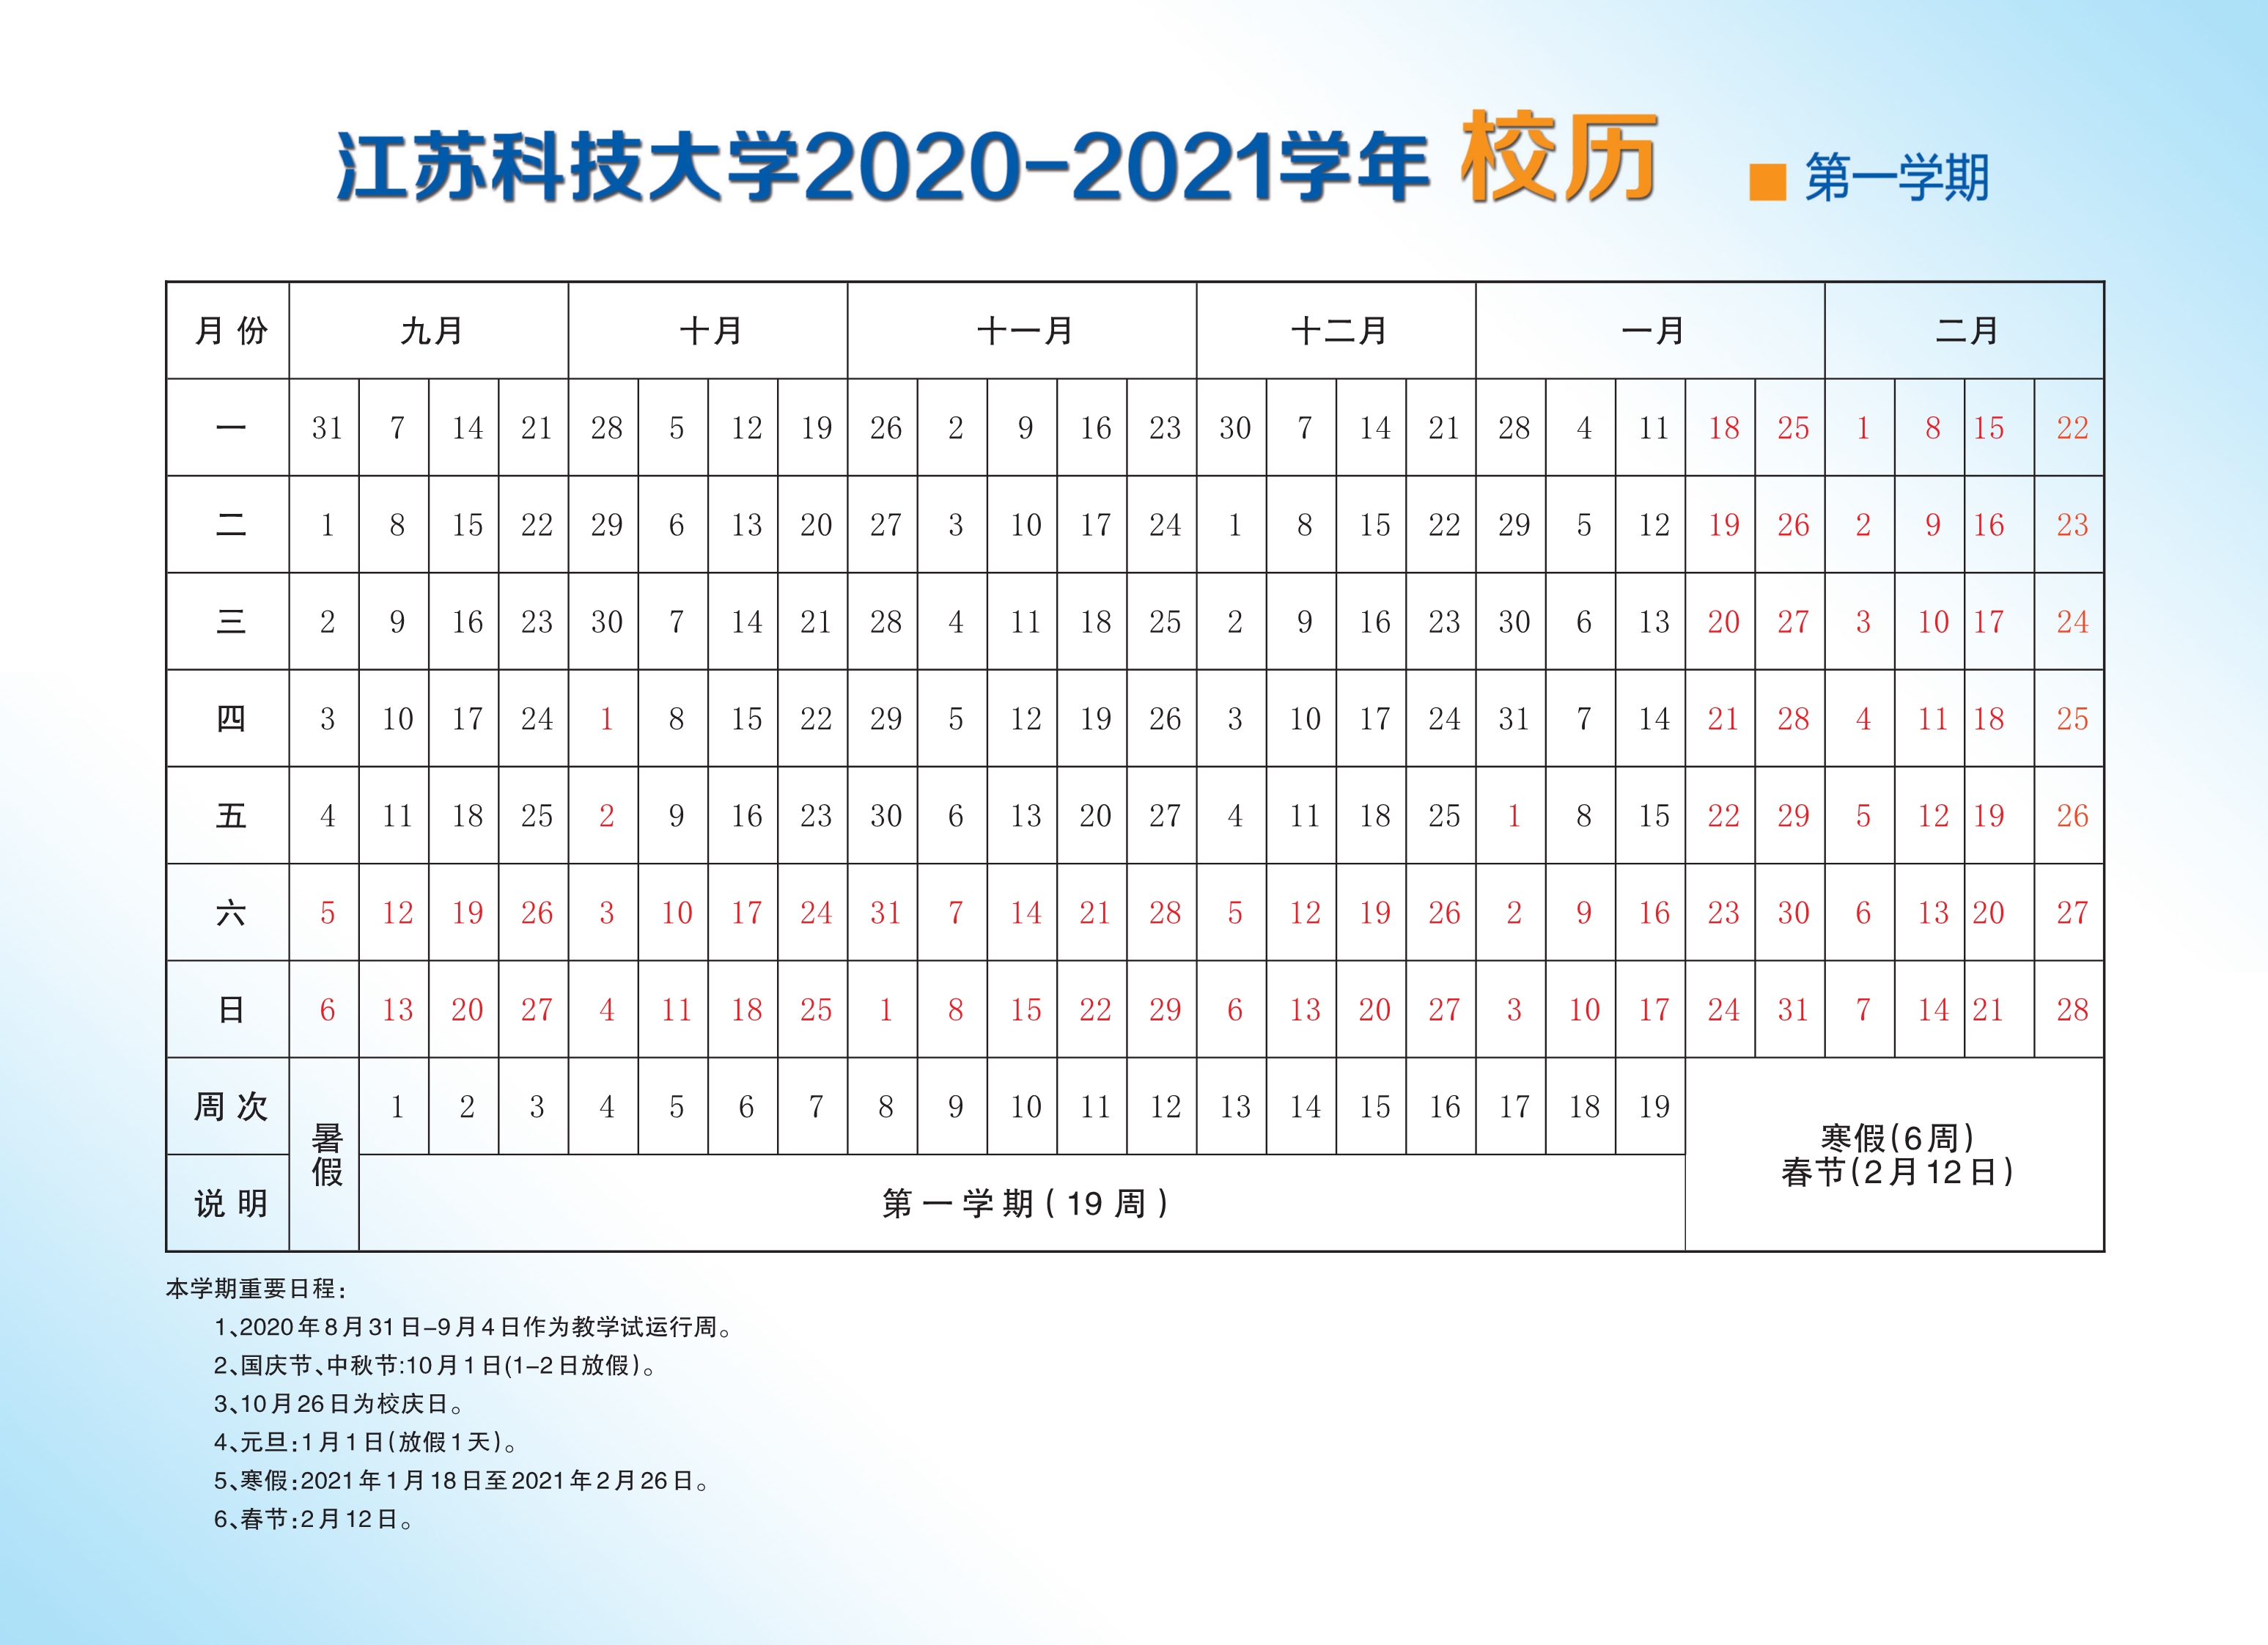 江苏科技大学2020-2021学年 校历 ■ 第一学期
月份 九月 十月 十一月 十二月 一月 二月
一 31 7 14 21 28 5 12 19 26 2 9 16 23 30 7 14 21 28 4 11 18 25 1 8 15 22
二 1 8 15 22 29 6 13 20 27 3 10 17 24 1 8 15 22 29 5 12 19 26 2 9 16 23
三 2 9 16 23 30 7 14 21 28 4 11 18 25 2 9 16 23 30 6 13 20 27 3 10 17 24
四 3 10 17 24 1 8 15 22 29 5 12 19 26 3 10 17 24 31 7 14 21 28 4 11 18 25
五 4 11 18 25 2 9 16 23 30 6 13 20 27 4 11 18 25 1 8 15 22 29 5 12 19 26
六 5 12 19 26 3 10 17 24 31 7 14 21 28 5 12 19 26 2 9 16 23 30 6 13 20 27
日 6 13 20 27 4 11 18 25 1 8 15 22 29 6 13 20 27 3 10 17 24 31 7 14 21 28
周次 1 2 3 4 5 6 7 8 9 10 11 12 13 14 15 16 17 18 19
暑假
寒假(6周)
春节(2月12日)
说明 第一学期(19周)
本学期重要日程:
1、2020年8月31日-9月4日作为教学试运行周。
2、国庆节、中秋节:10月1日(1-2日放假)。
3、10月26日为校庆日。
4、元旦:1月1日(放假1天)。
5、寒假:2021年1月18日至2021年2月26日。
6、春节:2月12日。